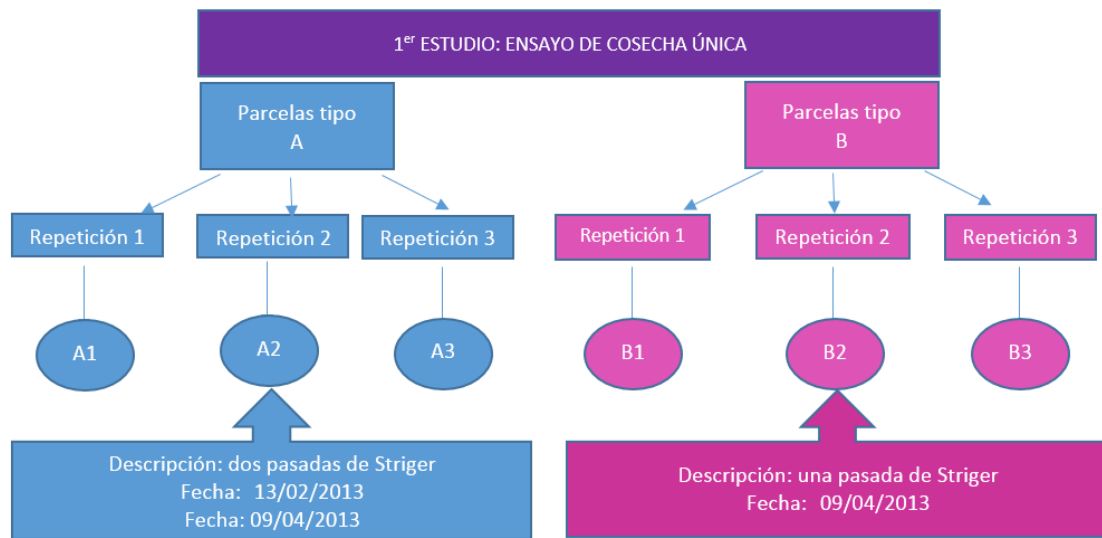 1er ESTUDIO: ENSAYO DE COSECHA ÚNICA
Parcelas tipo
A
Parcelas tipo
B
Repetición 1
Repetición 2
Repetición 3
Repetición 1
Repetición 2
Repetición 3
A1
A2
A3
B1
B2
B3
Descripción: dos pasadas de Striger
Fecha: 13/02/2013
Fecha: 09/04/2013
Descripción: una pasada de Striger
Fecha: 09/04/2013